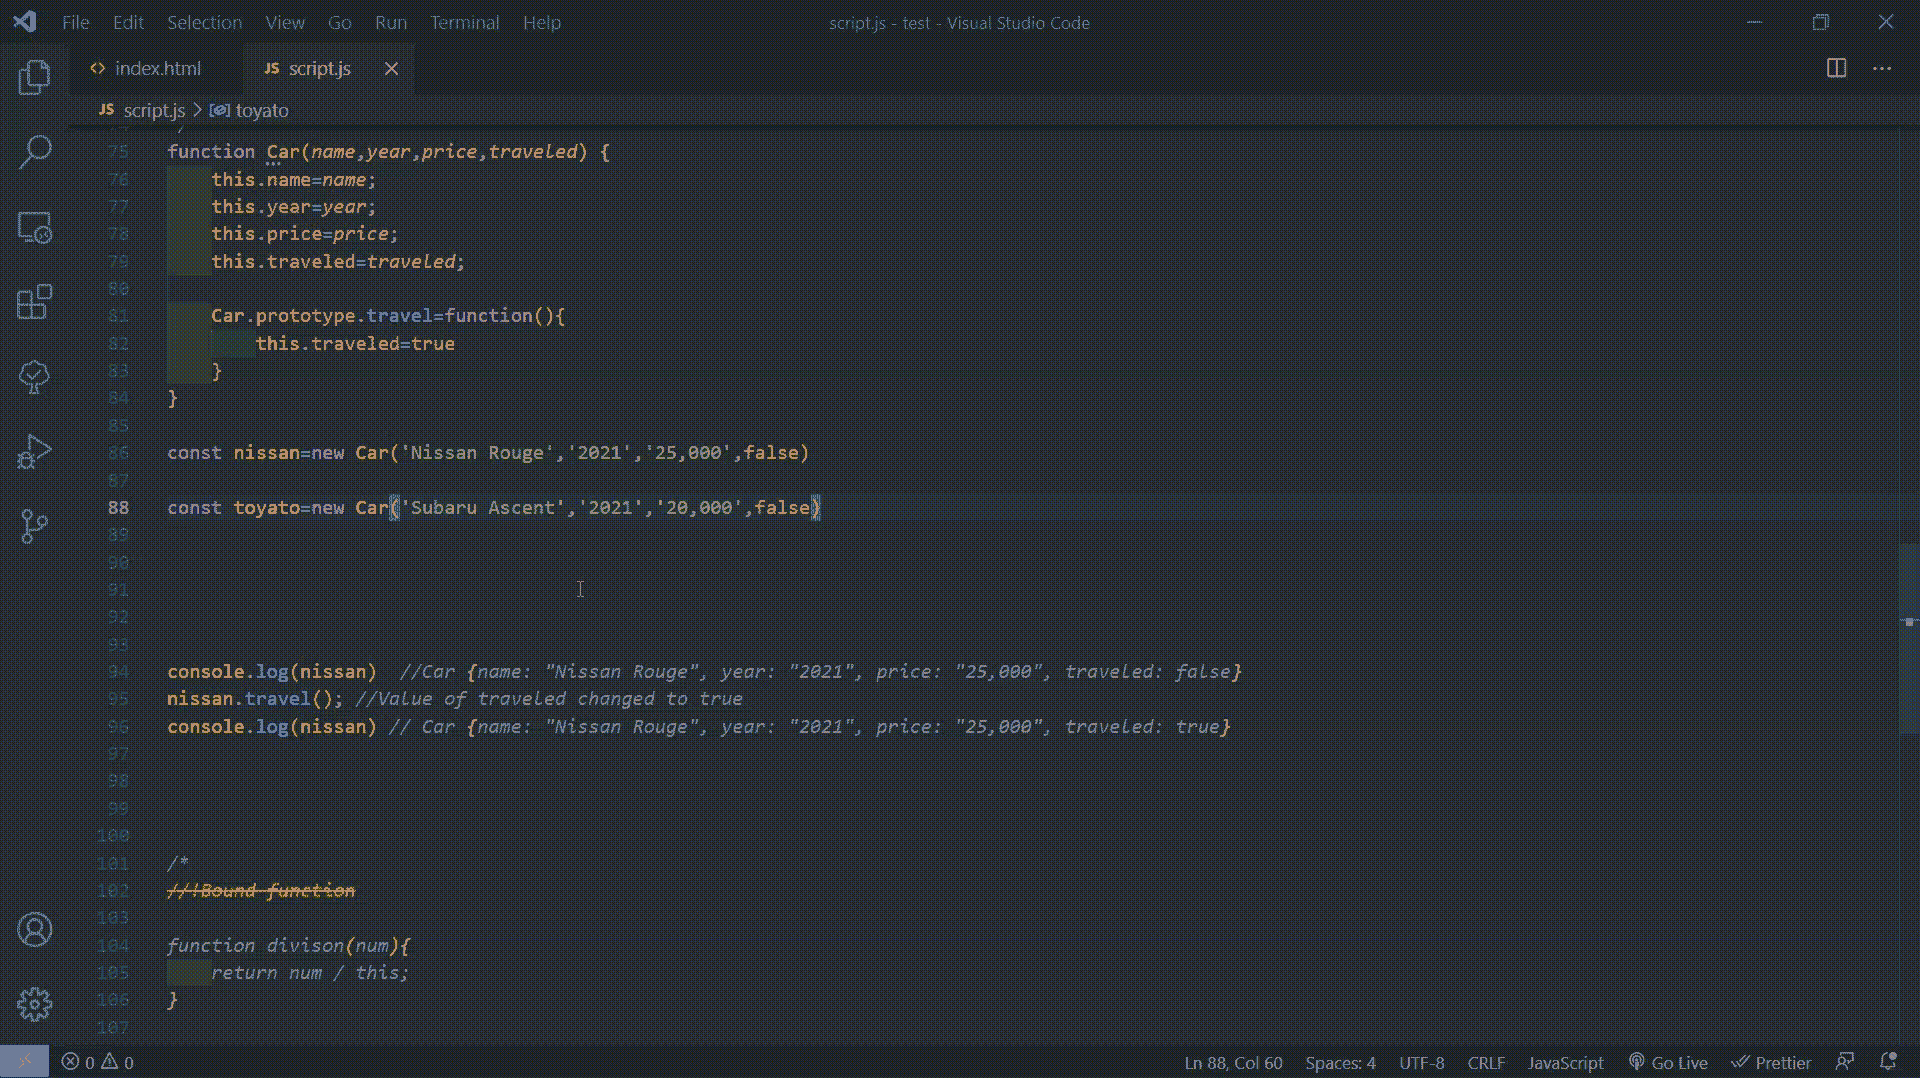 File Edit Selection View Go Run Terminal Help script.js - test - Visual Studio Code
<> index.html JS script.js
JS script.js > toyato
75 function Car(name,year,price,traveled) {
76 this.name=name;
77 this.year=year;
78 this.price=price;
79 this.traveled=traveled;
80
81 Car.prototype.travel=function(){
82 this.traveled=true
83 }
84 }
85
86 const nissan=new Car('Nissan Rouge','2021','25,000',false)
87
88 const toyato=new Car('Subaru Ascent','2021','20,000',false)
89
90
91
92
93
94 console.log(nissan)  //Car {name: "Nissan Rouge", year: "2021", price: "25,000", traveled: false}
95 nissan.travel(); //Value of traveled changed to true
96 console.log(nissan) // Car {name: "Nissan Rouge", year: "2021", price: "25,000", traveled: true}
97
98
99
100
101 /*
102 //!Bound function
103
104 function divison(num){
105 return num / this;
106 }
107
0 0 Ln 88, Col 60 Spaces: 4 UTF-8 CRLF JavaScript Go Live Prettier